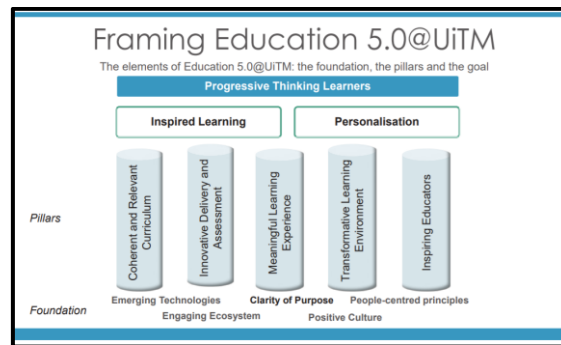 Framing Education 5.0@UiTM
The elements of Education 5.0@UiTM: the foundation, the pillars and the goal
Progressive Thinking Learners
Inspired Learning
Personalisation
Pillars
Coherent and Relevant
Curriculum
Innovative Delivery and
Assessment
Meaningful Learning
Experience
Transformative Learning
Environment
Inspiring Educators
Foundation
Emerging Technologies
Clarity of Purpose
People-centred principles
Engaging Ecosystem
Positive Culture